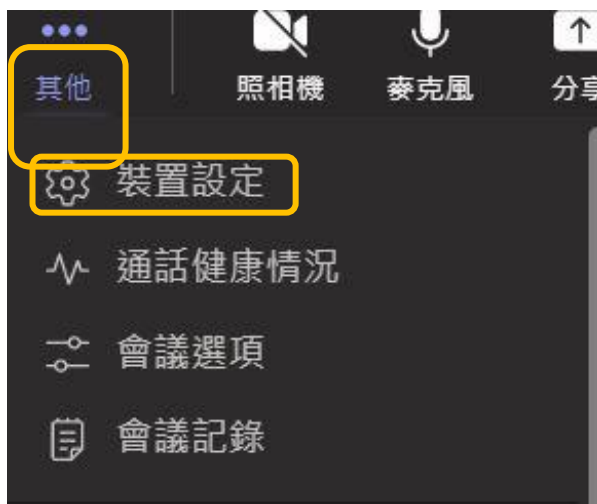 其他 照相機 麥克風 分享
裝置設定
通話健康情況
會議選項
會議記錄